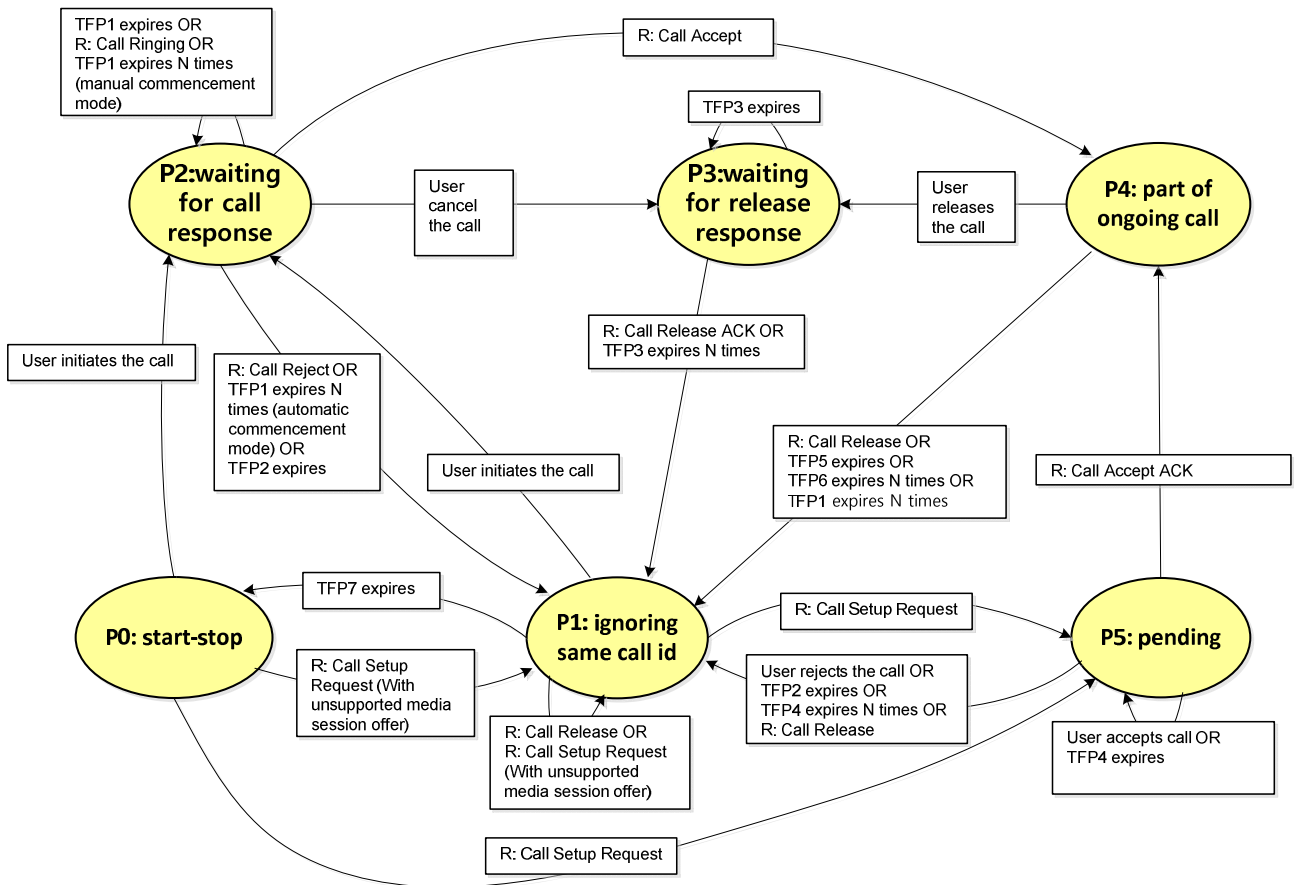 TFP1 expires OR
R: Call Ringing OR
TFP1 expires N times
(manual commencement
mode)
R: Call Accept
TFP3 expires
P2:waiting
for call
response
User
cancel
the call
P3:waiting
for release
response
User
releases
the call
P4: part of
ongoing call
User initiates the call
R: Call Reject OR
TFP1 expires N
times (automatic
commencement
mode) OR
TFP2 expires
R: Call Release ACK OR
TFP3 expires N times
User initiates the call
R: Call Release OR
TFP5 expires OR
TFP6 expires N times OR
TFP1 expires N times
R: Call Accept ACK
TFP7 expires
P0: start-stop
R: Call Setup
Request (With
unsupported media
session offer)
P1: ignoring
same call id
R: Call Setup Request
P5: pending
User rejects the call OR
TFP2 expires OR
TFP4 expires N times OR
R: Call Release
R: Call Release OR
R: Call Setup Request
(With unsupported
media session offer)
User accepts call OR
TFP4 expires
R: Call Setup Request